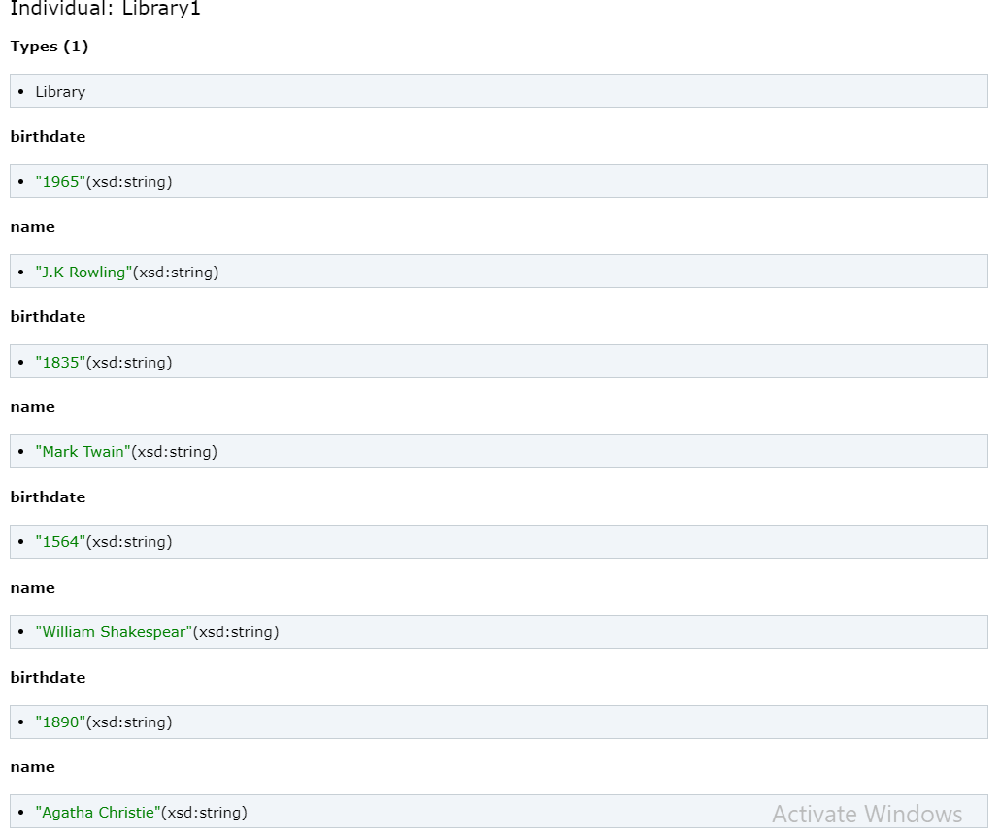 Individual: Library1
Types (1)
• Library
birthdate
• "1965"(xsd:string)
name
• "J.K Rowling"(xsd:string)
birthdate
• "1835"(xsd:string)
name
• "Mark Twain"(xsd:string)
birthdate
• "1564"(xsd:string)
name
• "William Shakespear"(xsd:string)
birthdate
• "1890"(xsd:string)
name
• "Agatha Christie"(xsd:string)
Activate Windows